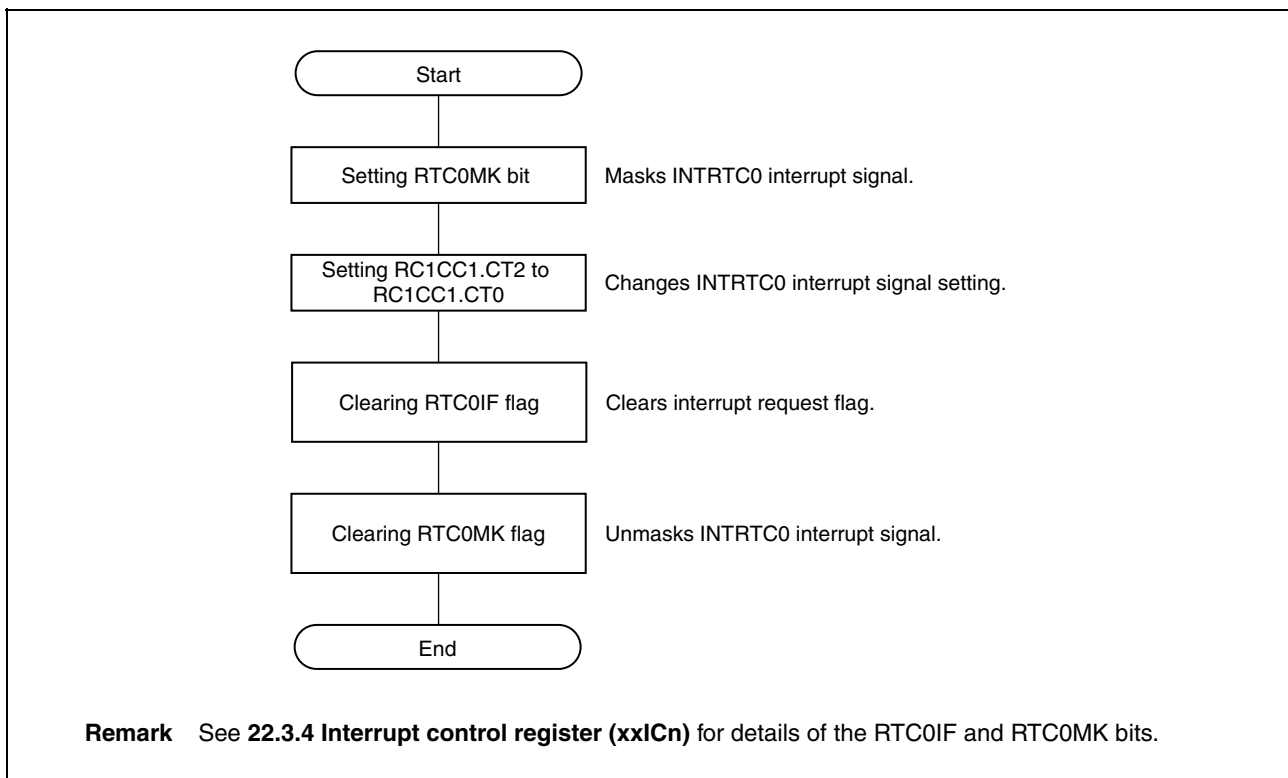 Start
Setting RTC0MK bit
Masks INTRTC0 interrupt signal.
Setting RC1CC1.CT2 to
RC1CC1.CT0
Changes INTRTC0 interrupt signal setting.
Clearing RTC0IF flag
Clears interrupt request flag.
Clearing RTC0MK flag
Unmasks INTRTC0 interrupt signal.
End
Remark See 22.3.4 Interrupt control register (xxICn) for details of the RTC0IF and RTC0MK bits.